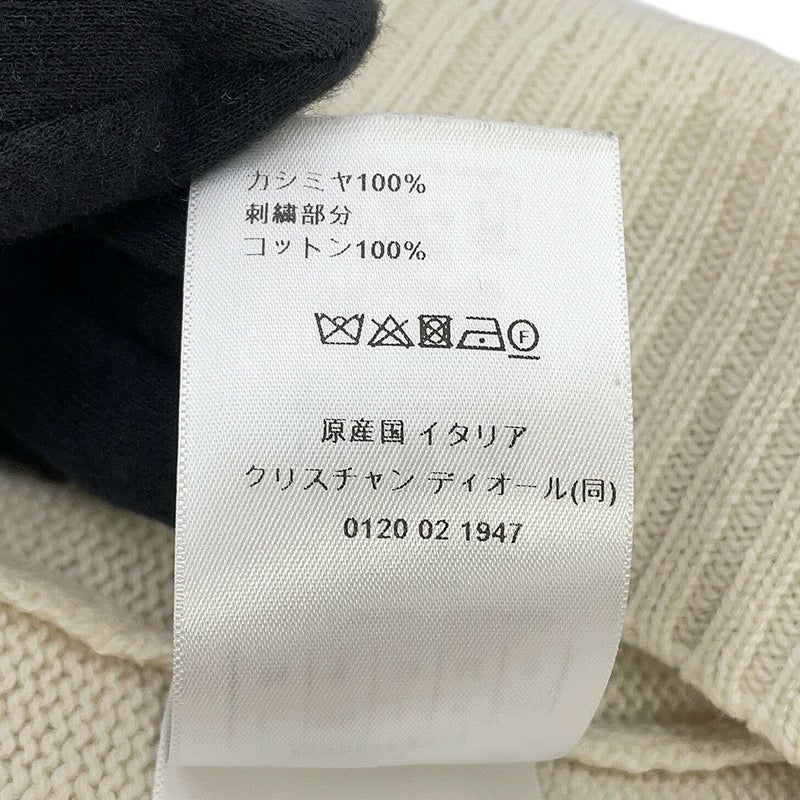 カシミヤ100%
刺繍部分
コットン100%
F
原産国 イタリア
クリスチャン ディオール(同)
0120 02 1947